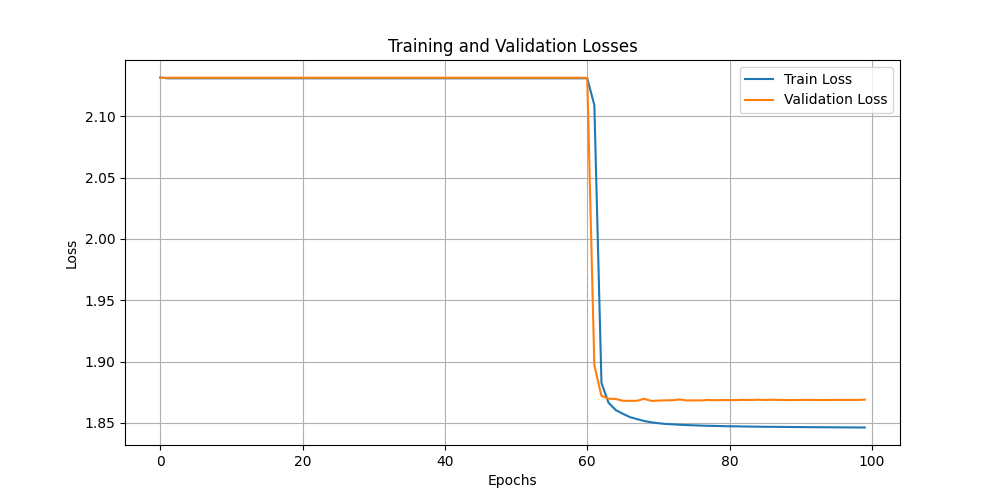 Training and Validation Losses
Train Loss
Validation Loss
2.10
2.05
2.00
1.95
1.90
1.85
Loss
0 20 40 60 80 100
Epochs